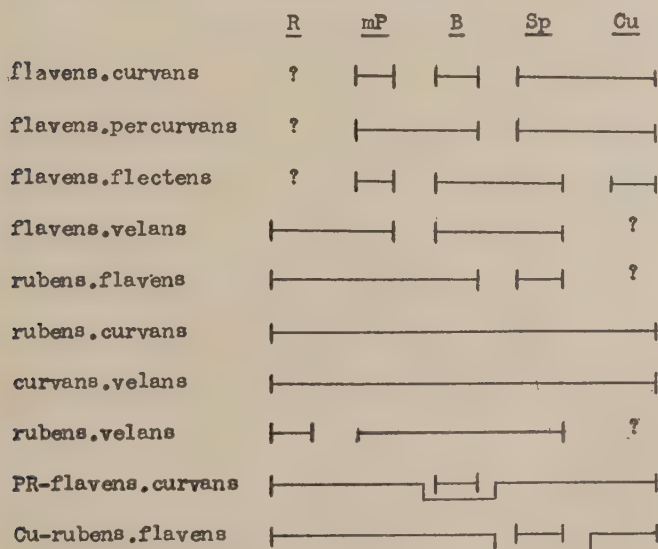 R mP B Sp Cu
flavens.curvans ?
flavens.percurvans ?
flavens.flectens ?
flavens.velans ?
rubens.flavens ?
rubens.curvans
curvans.velans
rubens.velans ?
PR-flavens.curvans
Cu-rubens.flavens